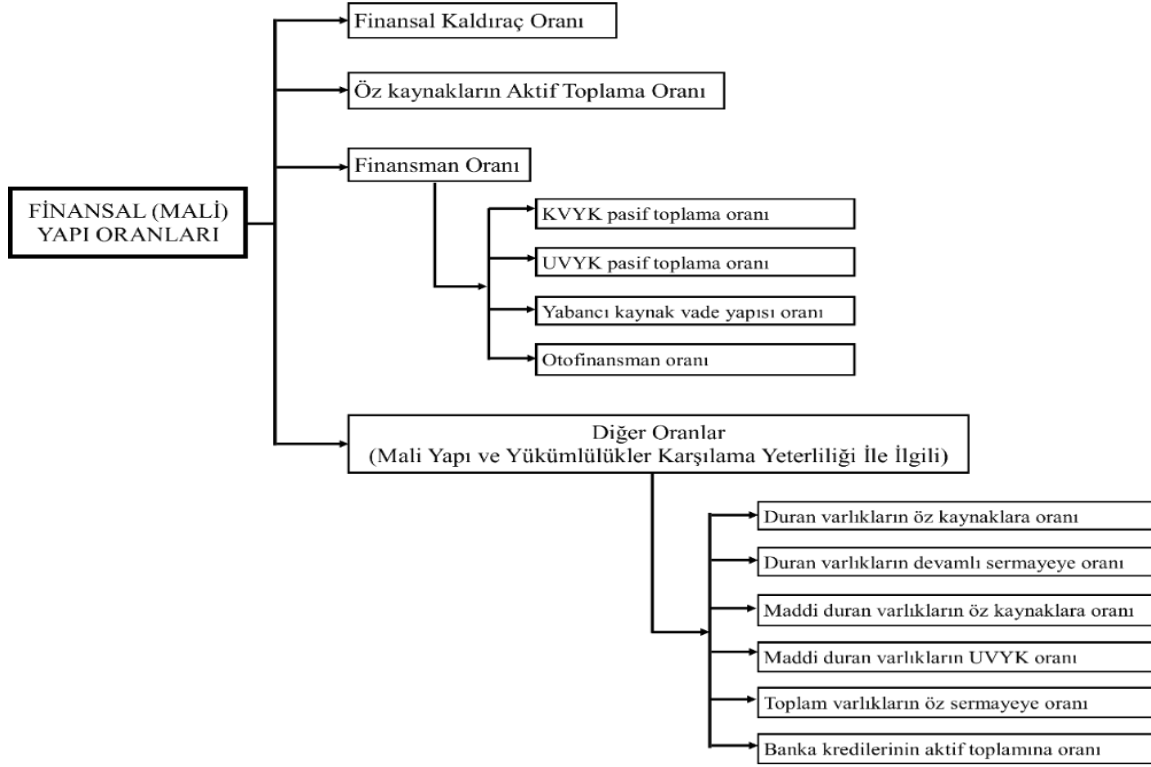 Finansal Kaldıraç Oranı
Öz kaynakların Aktif Toplama Oranı
Finansman Oranı
FİNANSAL (MALİ)
YAPI ORANLARI
KVYK pasif toplama oranı
UVYK pasif toplama oranı
Yabancı kaynak vade yapısı oranı
Otofinansman oranı
Diğer Oranlar
(Mali Yapı ve Yükümlülükler Karşılama Yeterliliği İle İlgili)
Duran varlıkların öz kaynaklara oranı
Duran varlıkların devamlı sermayeye oranı
Maddi duran varlıkların öz kaynaklara oranı
Maddi duran varlıkların UVYK oranı
Toplam varlıkların öz sermayeye oranı
Banka kredilerinin aktif toplamına oranı